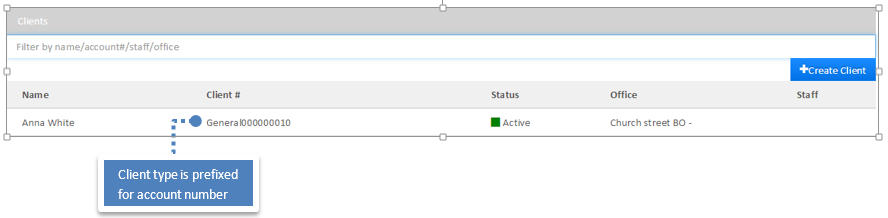 Clients
Filter by name/account#/staff/office
+Create Client
Name Client # Status Office Staff
Anna White General000000010 Active Church street BO -
Client type is prefixed
for account number